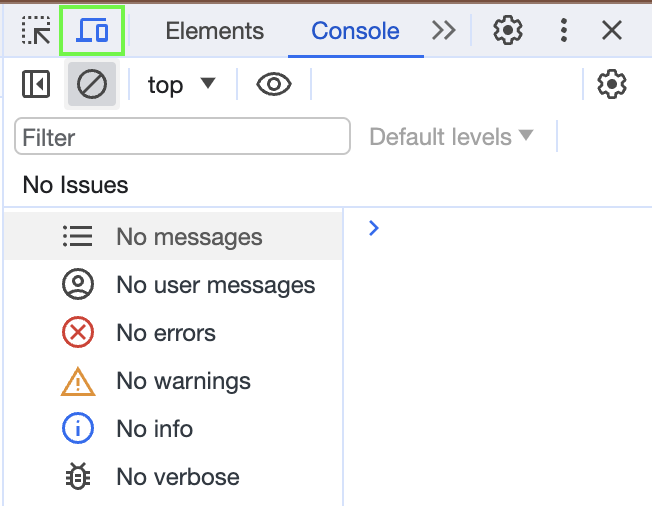 Elements Console
top
Filter Default levels
No Issues
No messages
No user messages
No errors
No warnings
No info
No verbose